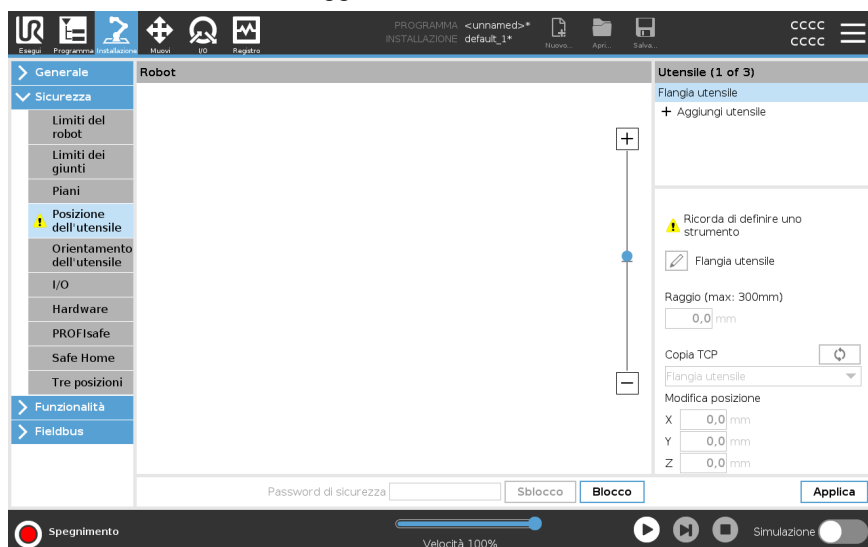 PROGRAMMA <unnamed>*
INSTALLAZIONE default_1*
Esegui
Programma
Installazione
Muovi
I/O
Registro
Nuovo...
Apri...
Salva...
cccc
cccc
Generale
Sicurezza
Limiti del
robot
Limiti dei
giunti
Piani
Posizione
dell'utensile
Orientamento
dell'utensile
I/O
Hardware
PROFIsafe
Safe Home
Tre posizioni
Funzionalità
Fieldbus
Robot
+
−
Utensile (1 of 3)
Flangia utensile
+ Aggiungi utensile
Ricorda di definire uno
strumento
Flangia utensile
Raggio (max: 300mm)
0,0 mm
Copia TCP
Flangia utensile
Modifica posizione
X 0,0 mm
Y 0,0 mm
Z 0,0 mm
Password di sicurezza
Sblocco
Blocco
Applica
Spegnimento
Velocità 100%
Simulazione